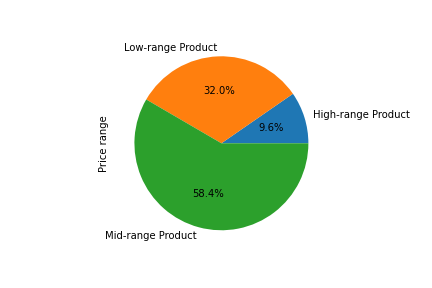 Low-range Product
32.0%
High-range Product
9.6%
Price range
58.4%
Mid-range Product